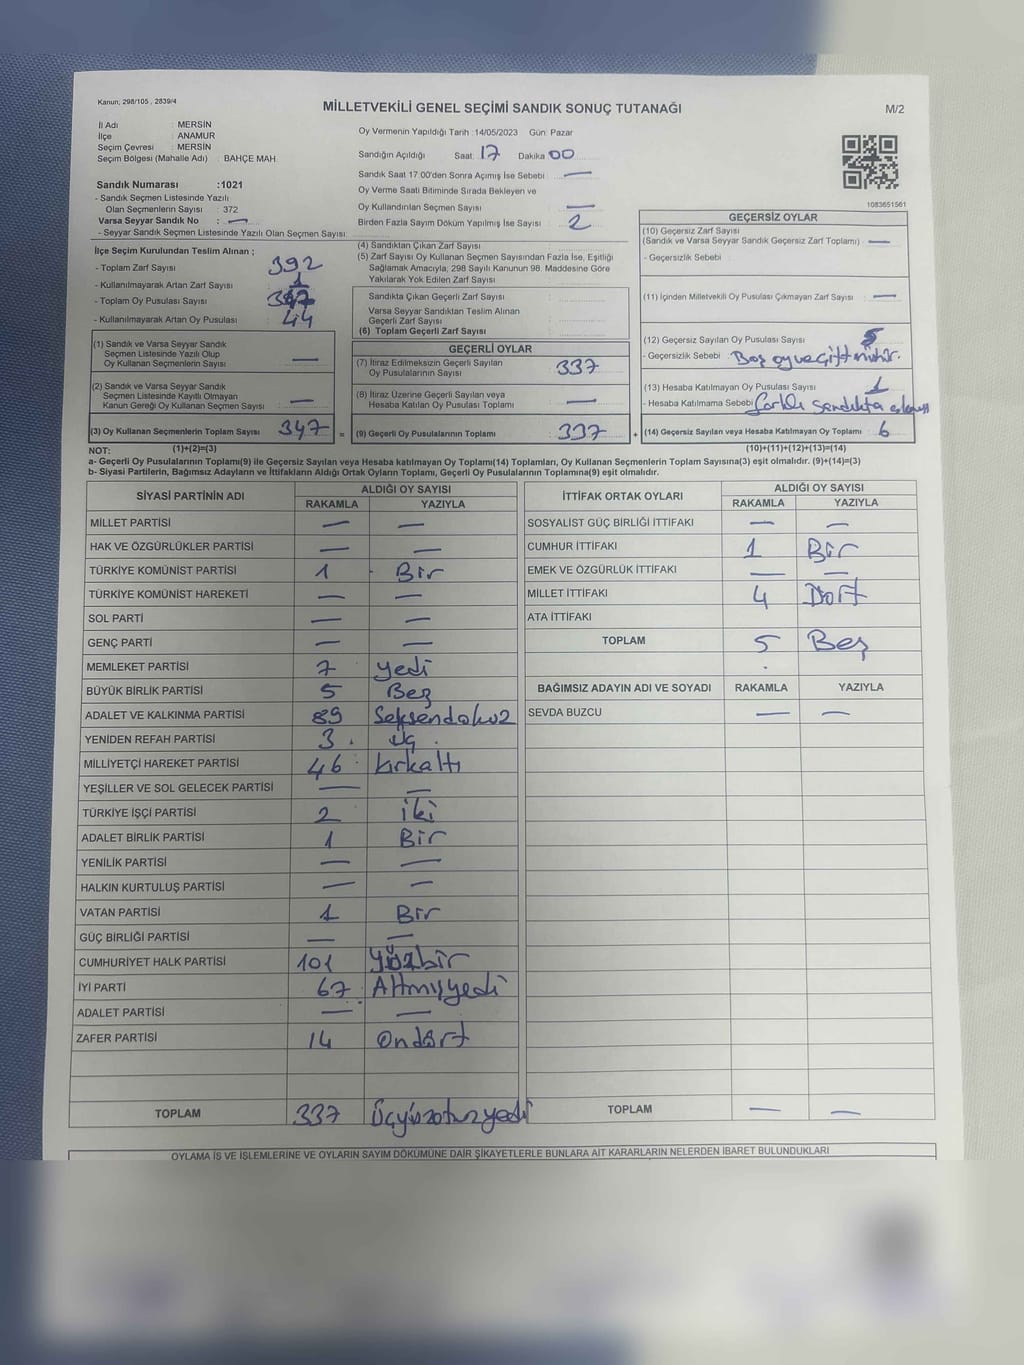 Kanun; 298/105 , 2839/4
MİLLETVEKİLİ GENEL SEÇİMİ SANDIK SONUÇ TUTANAĞI
M/2
İl Adı : MERSİN
İlçe : ANAMUR
Seçim Çevresi : MERSİN
Seçim Bölgesi (Mahalle Adı) : BAHÇE MAH.
Oy Vermenin Yapıldığı Tarih :14/05/2023 Gün: Pazar
Sandığın Açıldığı Saat: 17 Dakika 00
Sandık Saat 17:00'den Sonra Açımış İse Sebebi : —
Oy Verme Saati Bitiminde Sırada Bekleyen ve
Oy Kullandırılan Seçmen Sayısı : —
Birden Fazla Sayım Döküm Yapılmış İse Sayısı : 2
1083651561
Sandık Numarası :1021
- Sandık Seçmen Listesinde Yazılı
Olan Seçmenlerin Sayısı : 372
Varsa Seyyar Sandık No : —
- Seyyar Sandık Seçmen Listesinde Yazılı Olan Seçmen Sayısı:
İlçe Seçim Kurulundan Teslim Alınan ;
- Toplam Zarf Sayısı : 392
- Kullanılmayarak Artan Zarf Sayısı : 1
- Toplam Oy Pusulası Sayısı :
- Kullanılmayarak Artan Oy Pusulası : 44
(1) Sandık ve Varsa Seyyar Sandık
Seçmen Listesinde Yazılı Olup
Oy Kullanan Seçmenlerin Sayısı : —
(2) Sandık ve Varsa Seyyar Sandık
Seçmen Listesinde Kayıtlı Olmayan
Kanun Gereği Oy Kullanan Seçmen Sayısı : —
(3) Oy Kullanan Seçmenlerin Toplam Sayısı : 347 =
(1)+(2)=(3)
(4) Sandıktan Çıkan Zarf Sayısı :
(5) Zarf Sayısı Oy Kullanan Seçmen Sayısından Fazla İse, Eşitliği
Sağlamak Amacıyla, 298 Sayılı Kanunun 98. Maddesine Göre
Yakılarak Yok Edilen Zarf Sayısı :
Sandıkta Çıkan Geçerli Zarf Sayısı :
Varsa Seyyar Sandıktan Teslim Alınan
Geçerli Zarf Sayısı :
(6) Toplam Geçerli Zarf Sayısı :
GEÇERLİ OYLAR
(7) İtiraz Edilmeksizin Geçerli Sayılan
Oy Pusulalarının Sayısı : 337
(8) İtiraz Üzerine Geçerli Sayılan veya
Hesaba Katılan Oy Pusulası Toplamı : —
(9) Geçerli Oy Pusulalarının Toplamı : 337 +
GEÇERSİZ OYLAR
(10) Geçersiz Zarf Sayısı
(Sandık ve Varsa Seyyar Sandık Geçersiz Zarf Toplamı) : —
- Geçersizlik Sebebi :
(11) İçinden Milletvekili Oy Pusulası Çıkmayan Zarf Sayısı : —
(12) Geçersiz Sayılan Oy Pusulası Sayısı : 5
- Geçersizlik Sebebi : Boş oy ve çift mühür.
(13) Hesaba Katılmayan Oy Pusulası Sayısı : 1
- Hesaba Katılmama Sebebi : farklı sandıkta
(14) Geçersiz Sayılan veya Hesaba Katılmayan Oy Toplamı : 6
(10)+(11)+(12)+(13)=(14)
NOT:
a- Geçerli Oy Pusulalarının Toplamı(9) ile Geçersiz Sayılan veya Hesaba katılmayan Oy Toplamı(14) Toplamları, Oy Kullanan Seçmenlerin Toplam Sayısına(3) eşit olmalıdır. (9)+(14)=(3)
b- Siyasi Partilerin, Bağımsız Adayların ve İttifakların Aldığı Ortak Oyların Toplamı, Geçerli Oy Pusulalarının Toplamına(9) eşit olmalıdır.
SİYASİ PARTİNİN ADI ALDIĞI OY SAYISI
RAKAMLA YAZIYLA
MİLLET PARTİSİ — —
HAK VE ÖZGÜRLÜKLER PARTİSİ — —
TÜRKİYE KOMÜNİST PARTİSİ 1 Bir
TÜRKİYE KOMÜNİST HAREKETİ — —
SOL PARTİ — —
GENÇ PARTİ — —
MEMLEKET PARTİSİ 7 yedi
BÜYÜK BİRLİK PARTİSİ 5 Beş
ADALET VE KALKINMA PARTİSİ 89 Seksendokuz
YENİDEN REFAH PARTİSİ 3 Üç
MİLLİYETÇİ HAREKET PARTİSİ 46 kırkaltı
YEŞİLLER VE SOL GELECEK PARTİSİ — —
TÜRKİYE İŞÇİ PARTİSİ 2 iki
ADALET BİRLİK PARTİSİ 1 Bir
YENİLİK PARTİSİ — —
HALKIN KURTULUŞ PARTİSİ — —
VATAN PARTİSİ 1 Bir
GÜÇ BİRLİĞİ PARTİSİ — —
CUMHURİYET HALK PARTİSİ 101 Yüzbir
İYİ PARTİ 67 Altmışyedi
ADALET PARTİSİ — —
ZAFER PARTİSİ 14 Ondört
TOPLAM 337 Üçyüzotuzyedi
İTTİFAK ORTAK OYLARI ALDIĞI OY SAYISI
RAKAMLA YAZIYLA
SOSYALİST GÜÇ BİRLİĞİ İTTİFAKI — —
CUMHUR İTTİFAKI 1 Bir
EMEK VE ÖZGÜRLÜK İTTİFAKI — —
MİLLET İTTİFAKI 4 Dört
ATA İTTİFAKI
TOPLAM 5 Beş
BAĞIMSIZ ADAYIN ADI VE SOYADI RAKAMLA YAZIYLA
SEVDA BUZCU — —
TOPLAM — —
OYLAMA İŞ VE İŞLEMLERİNE VE OYLARIN SAYIM DÖKÜMÜNE DAİR ŞİKAYETLERLE BUNLARA AİT KARARLARIN NELERDEN İBARET BULUNDUKLARI